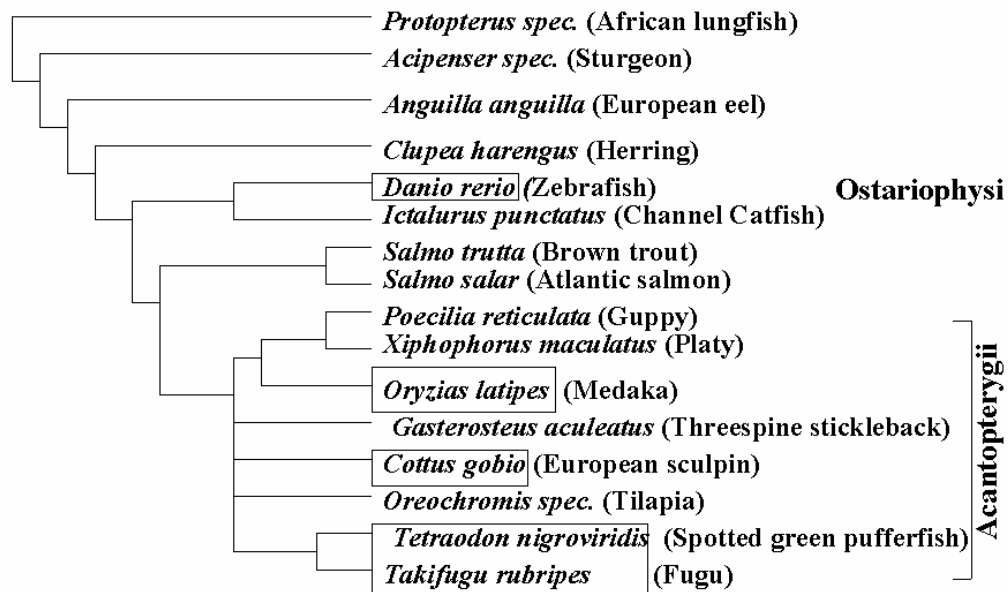 Protopterus spec. (African lungfish)
Acipenser spec. (Sturgeon)
Anguilla anguilla (European eel)
Clupea harengus (Herring)
Danio rerio (Zebrafish)
Ostariophysi
Ictalurus punctatus (Channel Catfish)
Salmo trutta (Brown trout)
Salmo salar (Atlantic salmon)
Poecilia reticulata (Guppy)
Xiphophorus maculatus (Platy)
Oryzias latipes (Medaka)
Gasterosteus aculeatus (Threespine stickleback)
Cottus gobio (European sculpin)
Oreochromis spec. (Tilapia)
Tetraodon nigroviridis (Spotted green pufferfish)
Takifugu rubripes (Fugu)
Acantopterygii